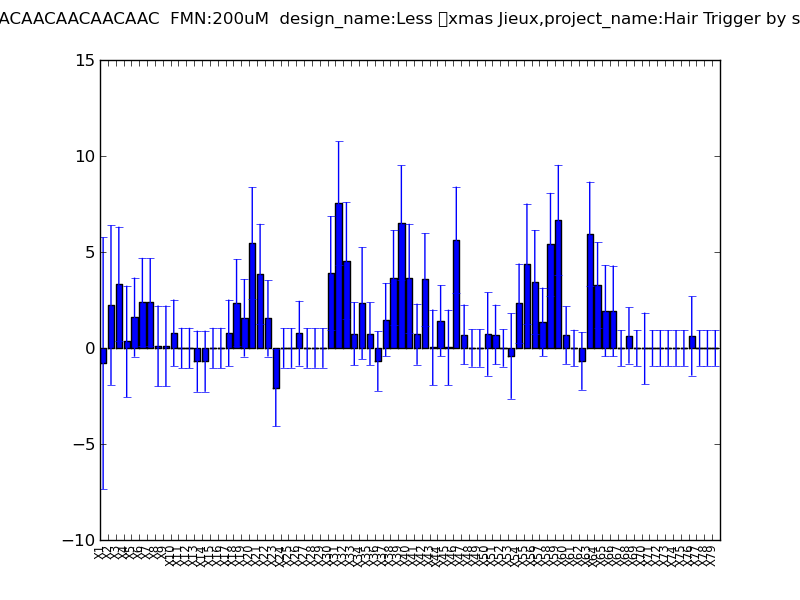 ACAACAACAACAAC  FMN:200uM  design_name:Less xmas Jieux,project_name:Hair Trigger by s
15
10
5
0
−5
−10
X1
X2
X3
X4
X5
X6
X7
X8
X9
X10
X11
X12
X13
X14
X15
X16
X17
X18
X19
X20
X21
X22
X23
X24
X25
X26
X27
X28
X29
X30
X31
X32
X33
X34
X35
X36
X37
X38
X39
X40
X41
X42
X43
X44
X45
X46
X47
X48
X49
X50
X51
X52
X53
X54
X55
X56
X57
X58
X59
X60
X61
X62
X63
X64
X65
X66
X67
X68
X69
X70
X71
X72
X73
X74
X75
X76
X77
X78
X79